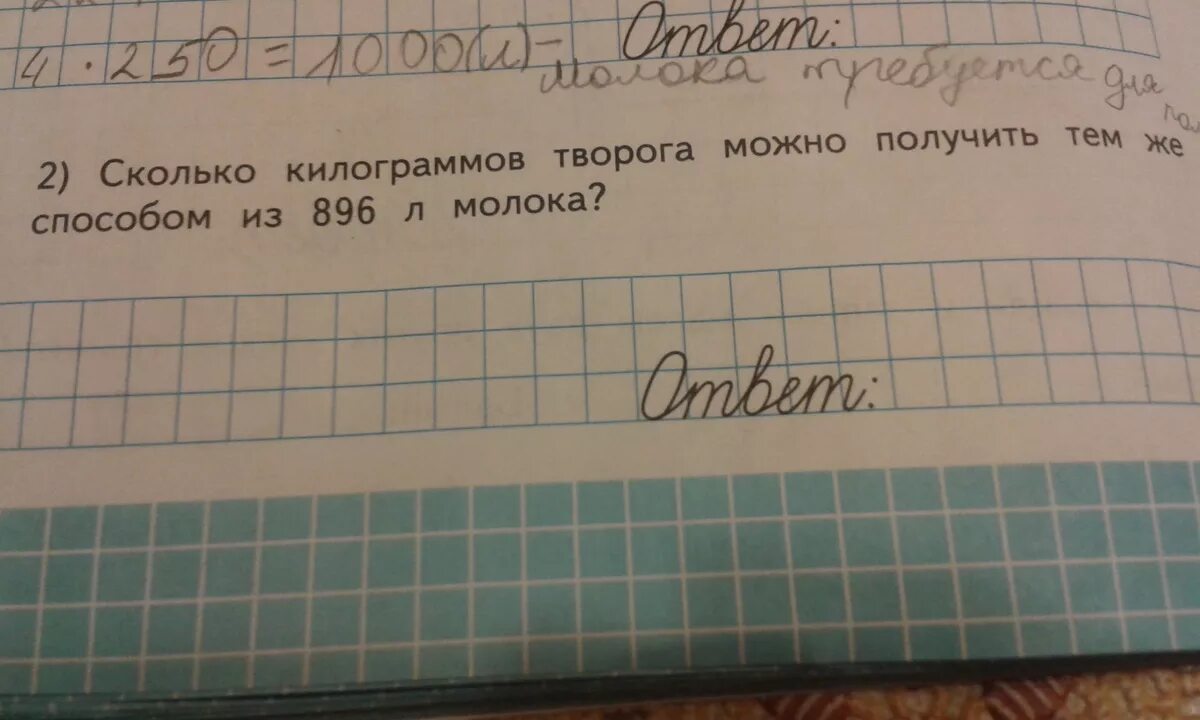 4 · 250 = 1000(л) – Ответ:
молока требуется для
2) Сколько килограммов творога можно получить тем же
способом из 896 л молока?
Ответ: